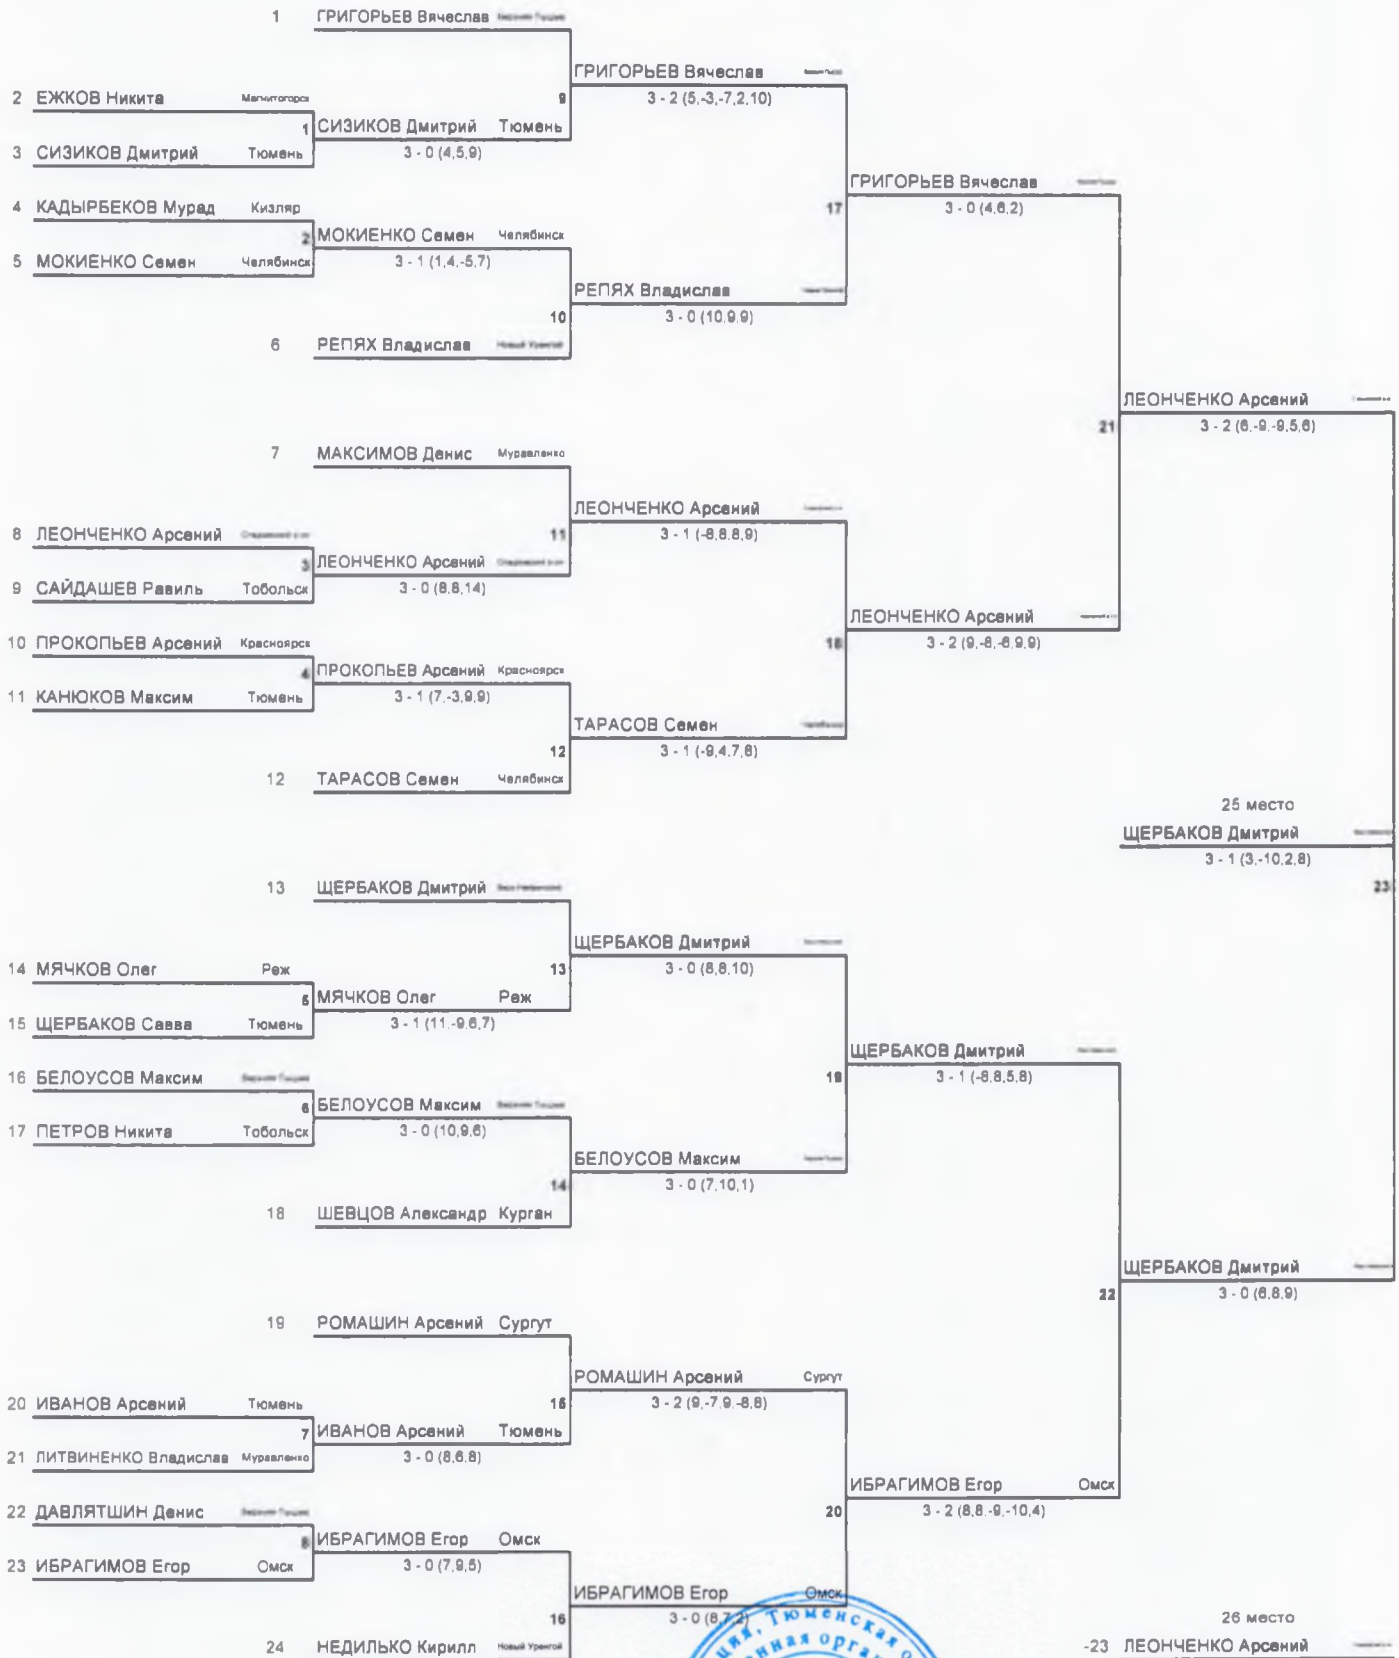 1 ГРИГОРЬЕВ Вячеслав
ГРИГОРЬЕВ Вячеслав
2 ЕЖКОВ Никита Магнитогорск
9 3 - 2 (5,-3,-7,2,10)
1 СИЗИКОВ Дмитрий Тюмень
3 СИЗИКОВ Дмитрий Тюмень
3 - 0 (4,5,9)
ГРИГОРЬЕВ Вячеслав
4 КАДЫРБЕКОВ Мурад Кизляр
17 3 - 0 (4,6,2)
2 МОКИЕНКО Семен Челябинск
5 МОКИЕНКО Семен Челябинск
3 - 1 (1,4,-5,7)
РЕПЯХ Владислав
10 3 - 0 (10,9,9)
6 РЕПЯХ Владислав Новый Уренгой
ЛЕОНЧЕНКО Арсений
21 3 - 2 (6,-9,-9,5,6)
7 МАКСИМОВ Денис Муравленко
ЛЕОНЧЕНКО Арсений
8 ЛЕОНЧЕНКО Арсений
11 3 - 1 (-8,8,8,9)
3 ЛЕОНЧЕНКО Арсений
9 САЙДАШЕВ Равиль Тобольск
3 - 0 (8,8,14)
ЛЕОНЧЕНКО Арсений
10 ПРОКОПЬЕВ Арсений Красноярск
18 3 - 2 (9,-8,-6,9,9)
4 ПРОКОПЬЕВ Арсений Красноярск
11 КАНЮКОВ Максим Тюмень
3 - 1 (7,-3,9,9)
ТАРАСОВ Семен
12 3 - 1 (-9,4,7,8)
12 ТАРАСОВ Семен Челябинск
25 место
ЩЕРБАКОВ Дмитрий
3 - 1 (3,-10,2,8)
23
13 ЩЕРБАКОВ Дмитрий
ЩЕРБАКОВ Дмитрий
14 МЯЧКОВ Олег Реж
13 3 - 0 (8,8,10)
5 МЯЧКОВ Олег Реж
15 ЩЕРБАКОВ Савва Тюмень
3 - 1 (11,-9,6,7)
ЩЕРБАКОВ Дмитрий
16 БЕЛОУСОВ Максим
19 3 - 1 (-8,8,5,8)
6 БЕЛОУСОВ Максим
17 ПЕТРОВ Никита Тобольск
3 - 0 (10,9,6)
БЕЛОУСОВ Максим
14 3 - 0 (7,10,1)
18 ШЕВЦОВ Александр Курган
ЩЕРБАКОВ Дмитрий
22 3 - 0 (6,8,9)
19 РОМАШИН Арсений Сургут
РОМАШИН Арсений Сургут
20 ИВАНОВ Арсений Тюмень
15 3 - 2 (9,-7,9,-8,8)
7 ИВАНОВ Арсений Тюмень
21 ЛИТВИНЕНКО Владислав Муравленко
3 - 0 (8,6,8)
ИБРАГИМОВ Егор Омск
22 ДАВЛЯТШИН Денис
20 3 - 2 (8,8,-9,-10,4)
8 ИБРАГИМОВ Егор Омск
23 ИБРАГИМОВ Егор Омск
3 - 0 (7,9,5)
ИБРАГИМОВ Егор Омск
16 3 - 0 (8,7,2)
26 место
24 НЕДИЛЬКО Кирилл Новый Уренгой
-23 ЛЕОНЧЕНКО Арсений